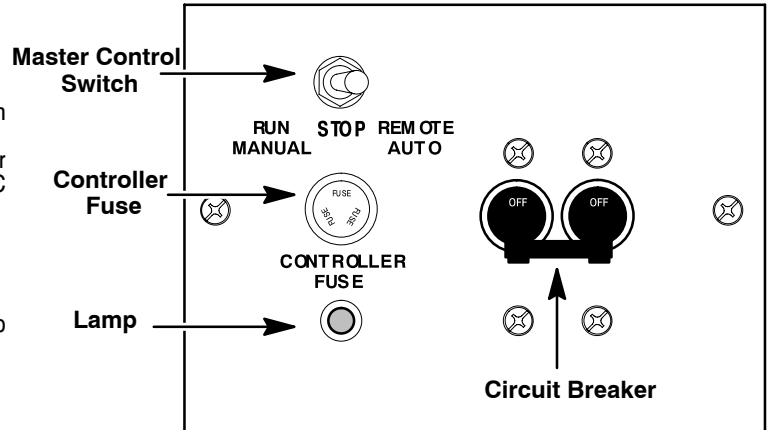 Master Control
Switch
RUN STOP REMOTE
MANUAL AUTO
Controller
Fuse
FUSE
FUSE
FUSE
CONTROLLER
FUSE
Lamp
OFF OFF
Circuit Breaker